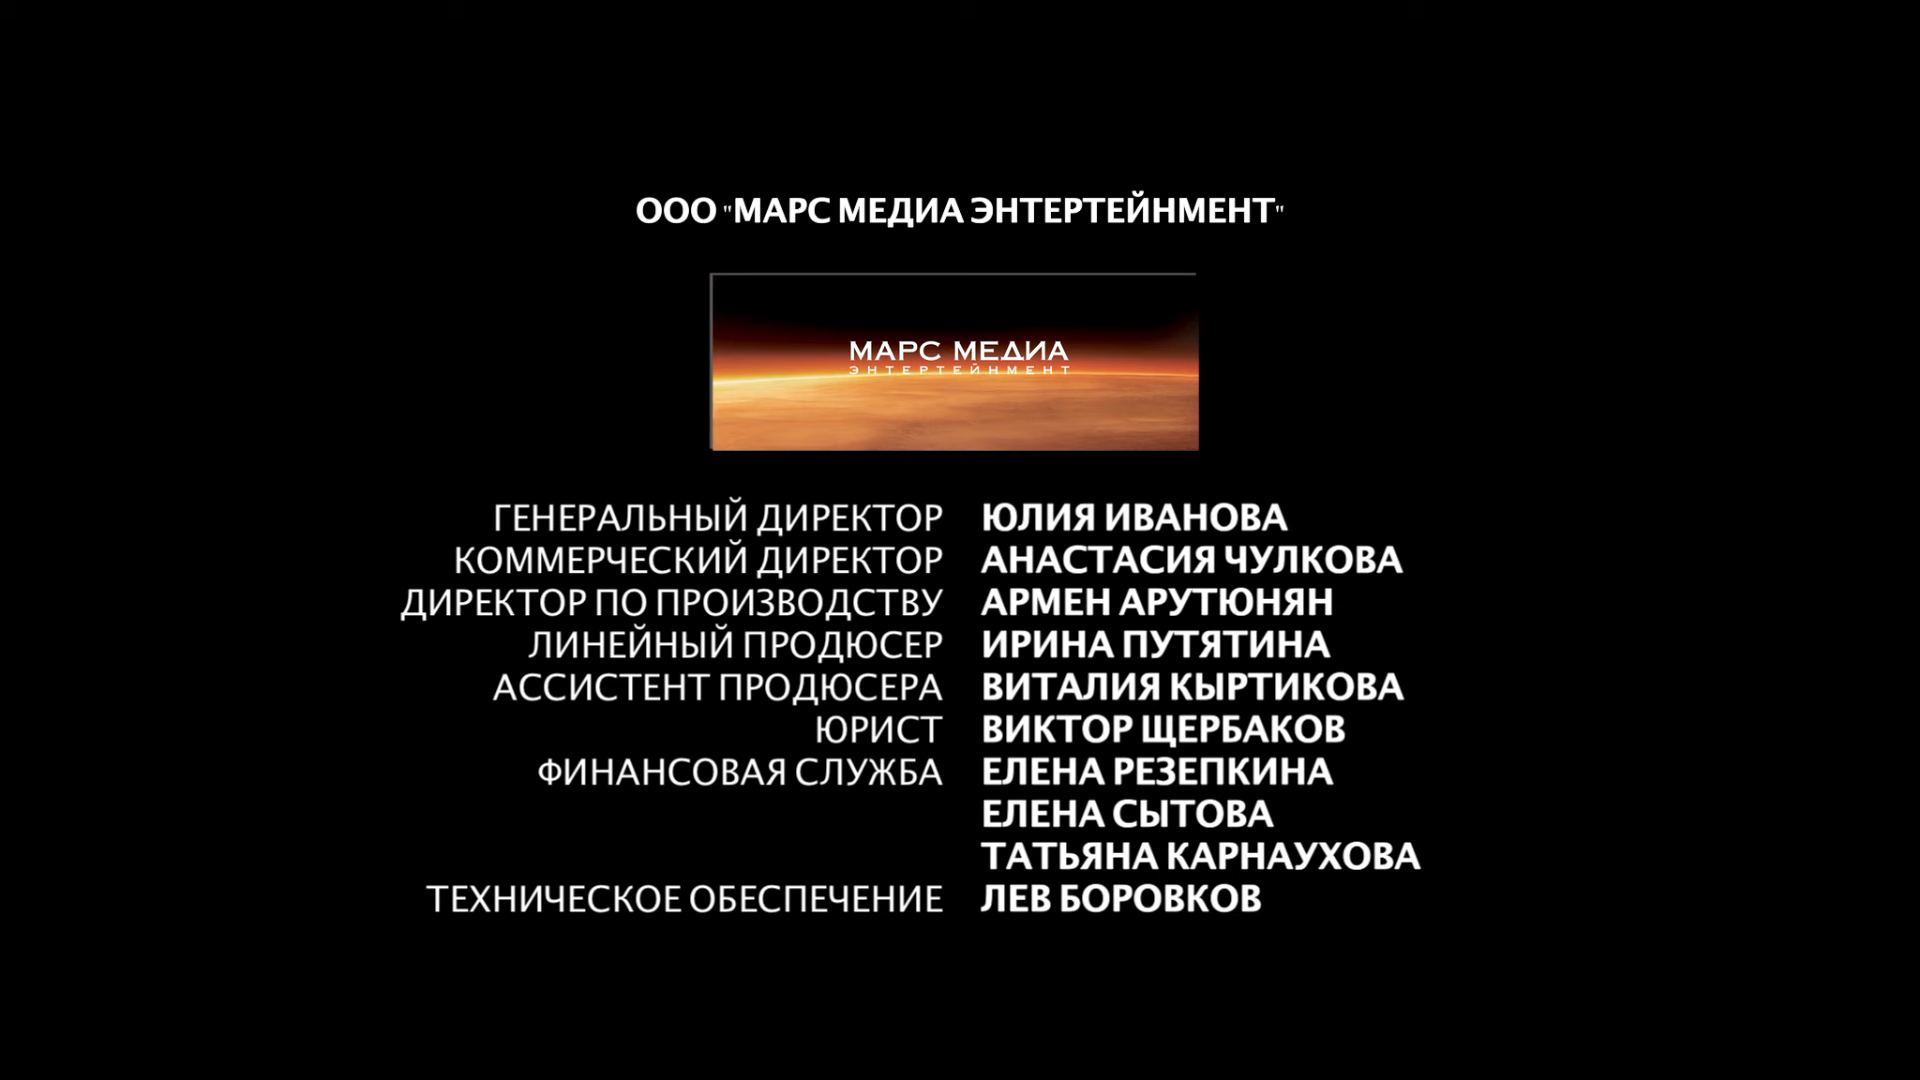 ООО "МАРС МЕДИА ЭНТЕРТЕЙНМЕНТ"
МАРС МЕДИА
ЭНТЕРТЕЙНМЕНТ
ГЕНЕРАЛЬНЫЙ ДИРЕКТОР ЮЛИЯ ИВАНОВА
КОММЕРЧЕСКИЙ ДИРЕКТОР АНАСТАСИЯ ЧУЛКОВА
ДИРЕКТОР ПО ПРОИЗВОДСТВУ АРМЕН АРУТЮНЯН
ЛИНЕЙНЫЙ ПРОДЮСЕР ИРИНА ПУТЯТИНА
АССИСТЕНТ ПРОДЮСЕРА ВИТАЛИЯ КЫРТИКОВА
ЮРИСТ ВИКТОР ЩЕРБАКОВ
ФИНАНСОВАЯ СЛУЖБА ЕЛЕНА РЕЗЕПКИНА
ЕЛЕНА СЫТОВА
ТАТЬЯНА КАРНАУХОВА
ТЕХНИЧЕСКОЕ ОБЕСПЕЧЕНИЕ ЛЕВ БОРОВКОВ